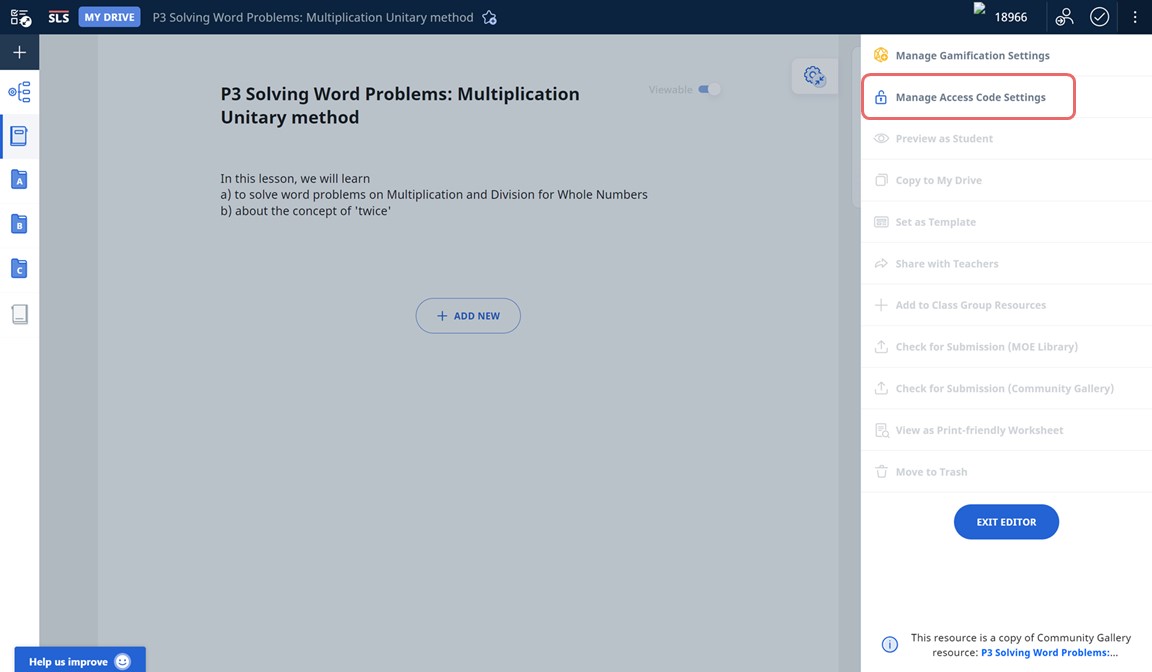 SLS MY DRIVE P3 Solving Word Problems: Multiplication Unitary method 18966
P3 Solving Word Problems: Multiplication
Unitary method
Viewable
In this lesson, we will learn
a) to solve word problems on Multiplication and Division for Whole Numbers
b) about the concept of 'twice'
ADD NEW
A
B
C
Help us improve
Manage Gamification Settings
Manage Access Code Settings
Preview as Student
Copy to My Drive
Set as Template
Share with Teachers
Add to Class Group Resources
Check for Submission (MOE Library)
Check for Submission (Community Gallery)
View as Print-friendly Worksheet
Move to Trash
EXIT EDITOR
This resource is a copy of Community Gallery
resource: P3 Solving Word Problems:...